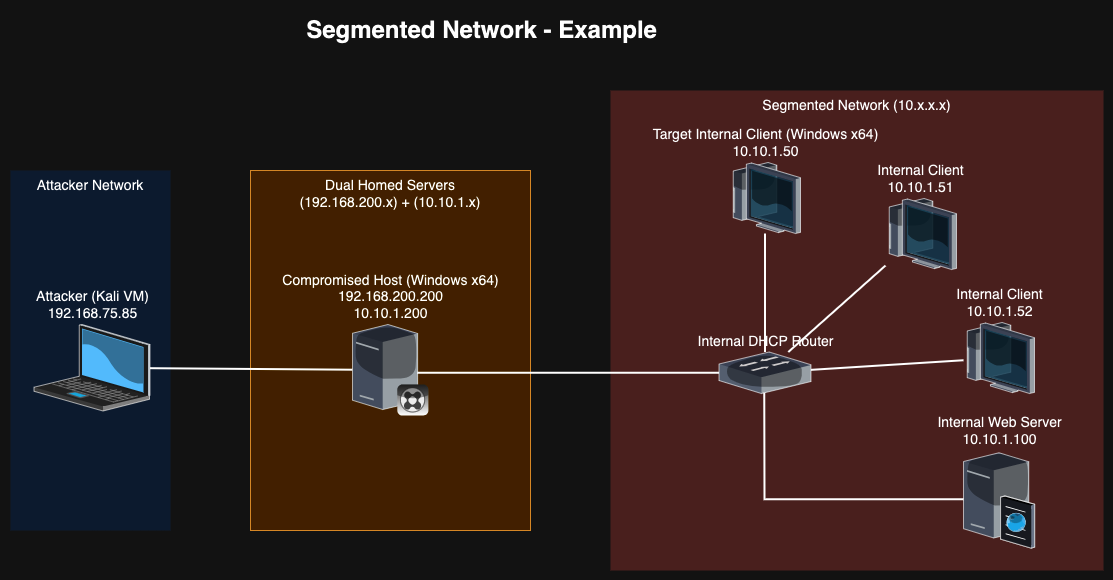 Segmented Network - Example
Attacker Network
Attacker (Kali VM)
192.168.75.85
Dual Homed Servers
(192.168.200.x) + (10.10.1.x)
Compromised Host (Windows x64)
192.168.200.200
10.10.1.200
Segmented Network (10.x.x.x)
Target Internal Client (Windows x64)
10.10.1.50
Internal Client
10.10.1.51
Internal Client
10.10.1.52
Internal DHCP Router
Internal Web Server
10.10.1.100